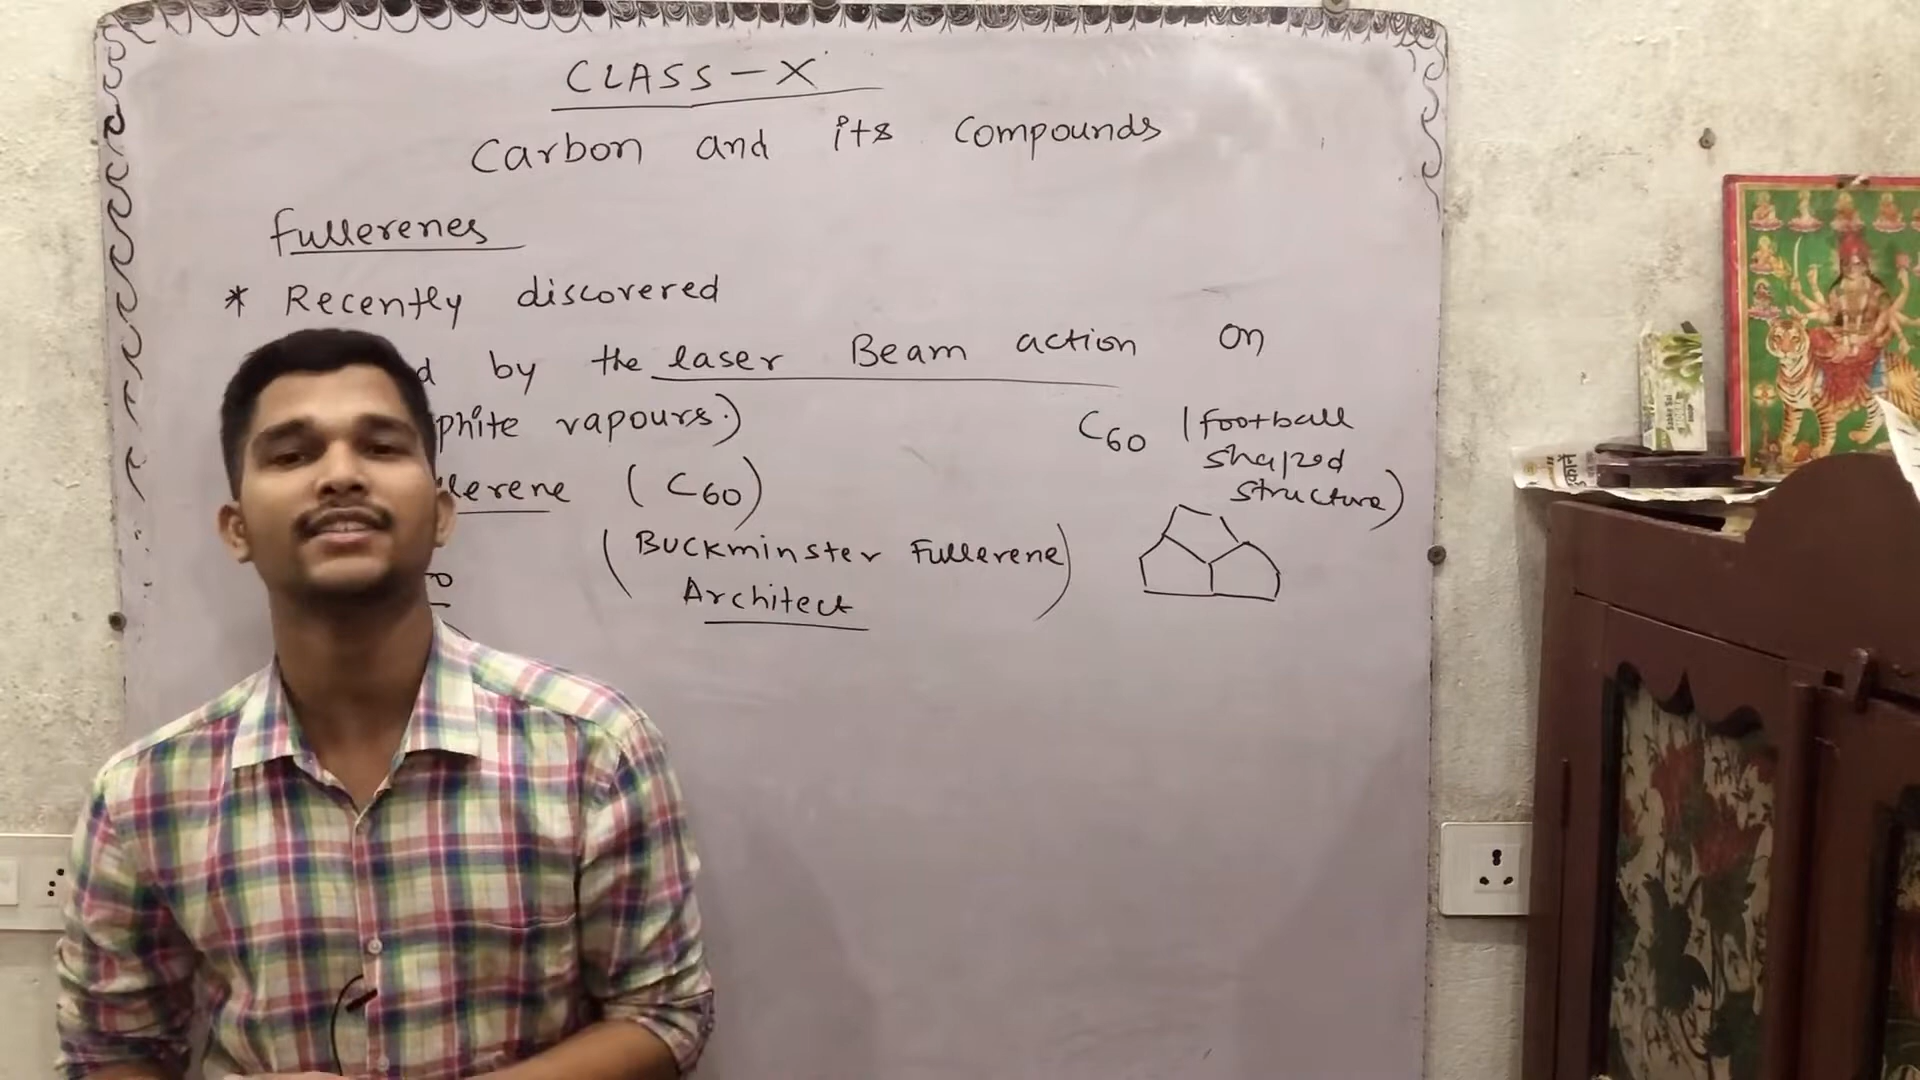 CLASS - X
Carbon and its Compounds
Fullerenes
* Recently discovered
d by the laser Beam action on
phite vapours.)
C60 (football
shaped
structure)
llerene (C60)
(Buckminster Fullerene)
Architect